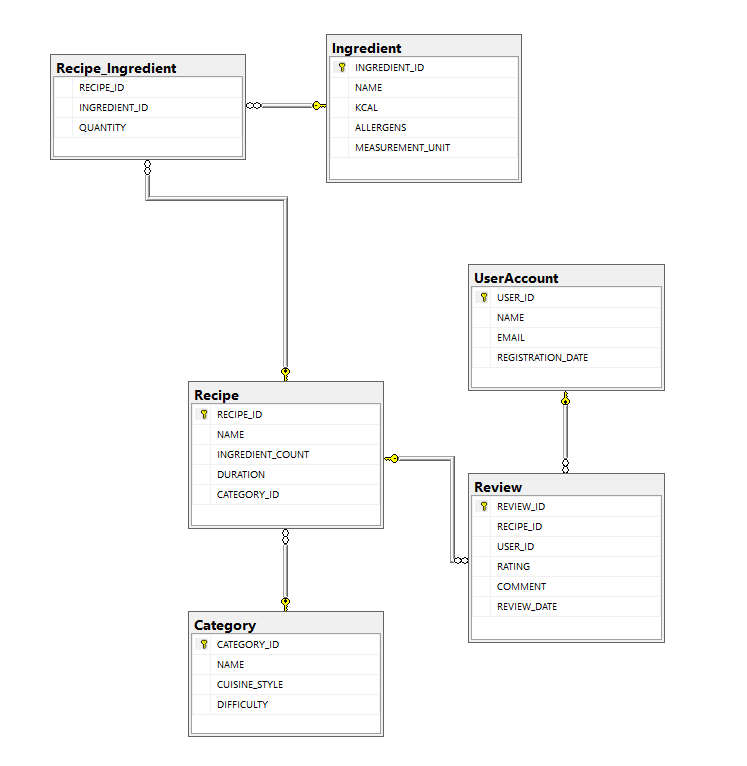 Recipe_Ingredient
RECIPE_ID
INGREDIENT_ID
QUANTITY
Ingredient
INGREDIENT_ID
NAME
KCAL
ALLERGENS
MEASUREMENT_UNIT
UserAccount
USER_ID
NAME
EMAIL
REGISTRATION_DATE
Recipe
RECIPE_ID
NAME
INGREDIENT_COUNT
DURATION
CATEGORY_ID
Review
REVIEW_ID
RECIPE_ID
USER_ID
RATING
COMMENT
REVIEW_DATE
Category
CATEGORY_ID
NAME
CUISINE_STYLE
DIFFICULTY